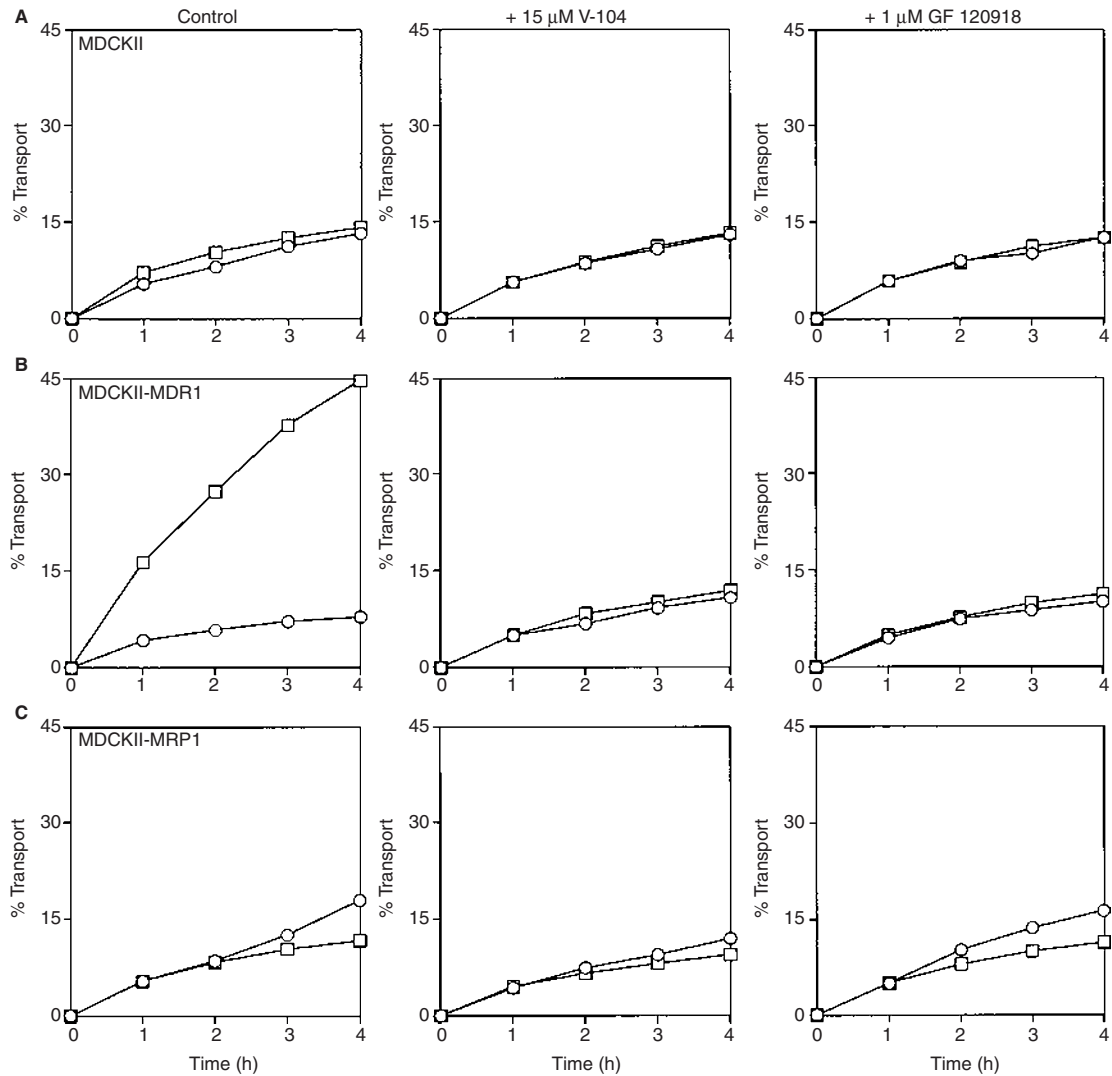 A
Control
+ 15 μM V-104
+ 1 μM GF 120918
MDCKII
45
30
15
0
% Transport
0 1 2 3 4
45
30
15
0
% Transport
0 1 2 3 4
45
30
15
0
% Transport
0 1 2 3 4
B
MDCKII-MDR1
45
30
15
0
% Transport
0 1 2 3 4
45
30
15
0
% Transport
0 1 2 3 4
45
30
15
0
% Transport
0 1 2 3 4
C
MDCKII-MRP1
45
30
15
0
% Transport
0 1 2 3 4
Time (h)
45
30
15
0
% Transport
0 1 2 3 4
Time (h)
45
30
15
0
% Transport
0 1 2 3 4
Time (h)